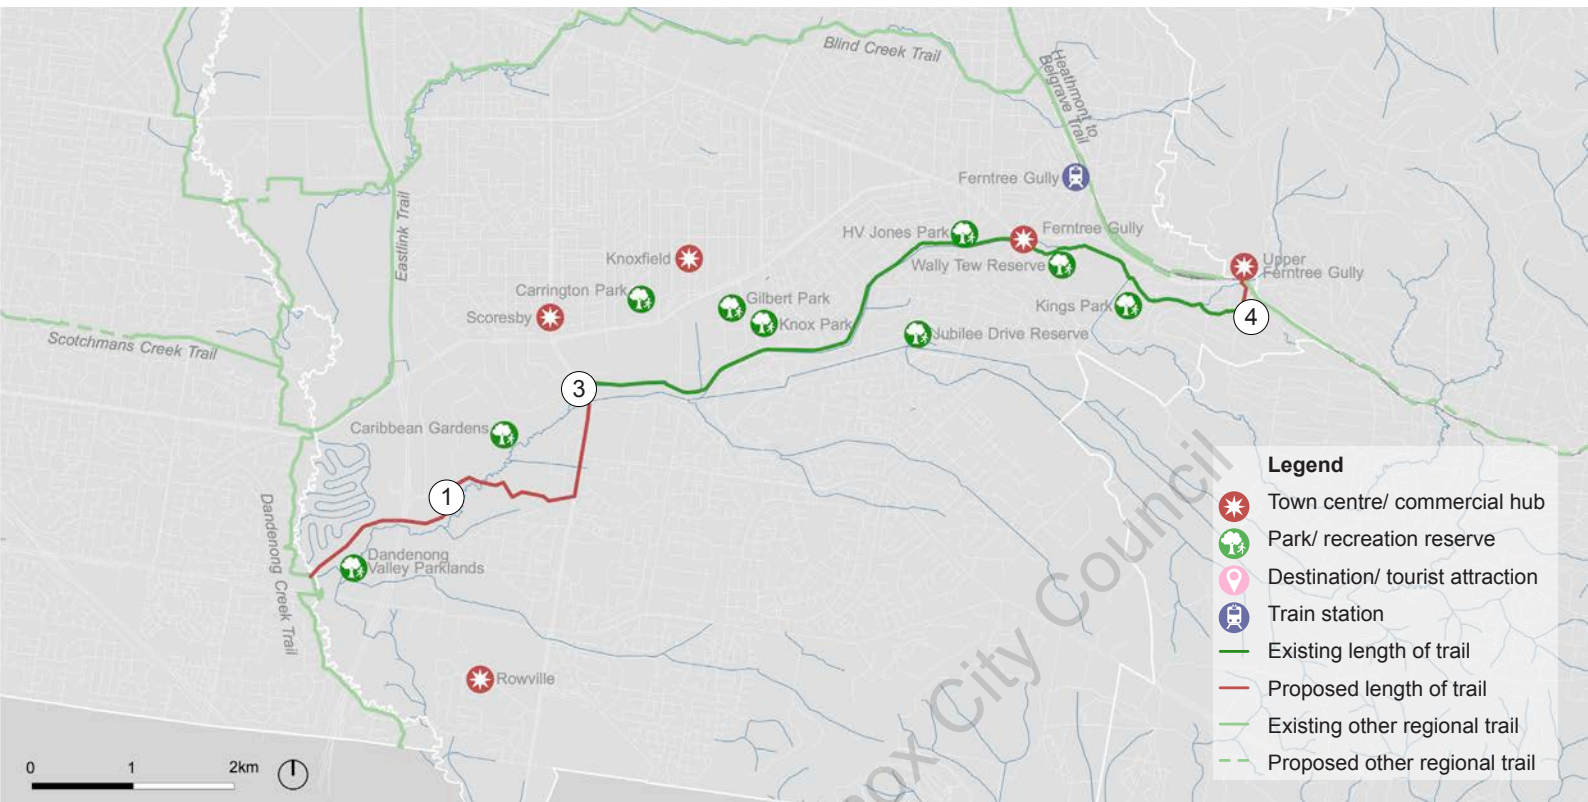 Blind Creek Trail
Heathmont to
Belgrave Trail
Ferntree Gully
Eastlink Trail
HV Jones Park
Ferntree Gully
Wally Tew Reserve
Knoxfield
Upper
Ferntree Gully
Carrington Park
Gilbert Park
Kings Park
Scoresby
Knox Park
4
Jubilee Drive Reserve
Scotchmans Creek Trail
3
Caribbean Gardens
1
Dandenong Creek Trail
Dandenong
Valley Parklands
Rowville
Legend
Town centre/ commercial hub
Park/ recreation reserve
Destination/ tourist attraction
Train station
Existing length of trail
Proposed length of trail
Existing other regional trail
Proposed other regional trail
0 1 2km
nox City Council